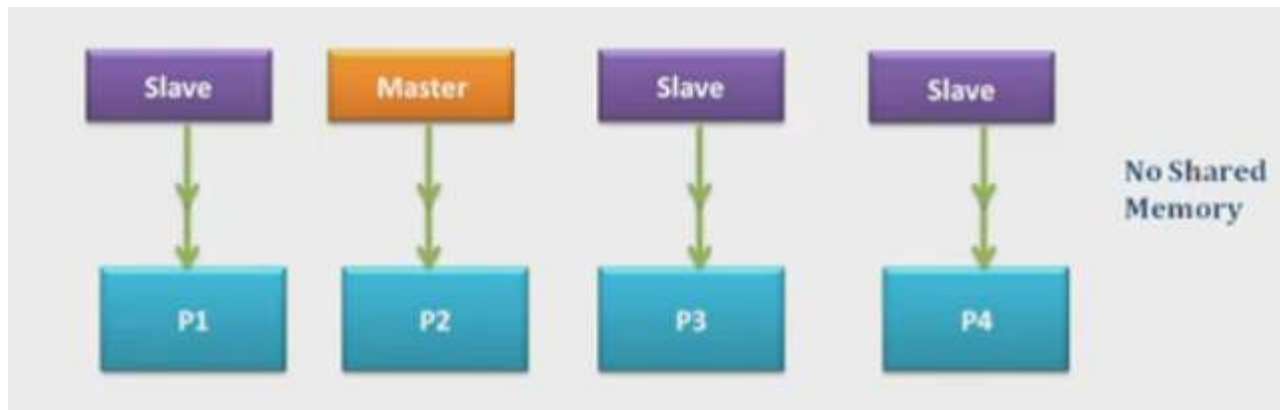 Slave
Master
Slave
Slave
No Shared
Memory
P1
P2
P3
P4